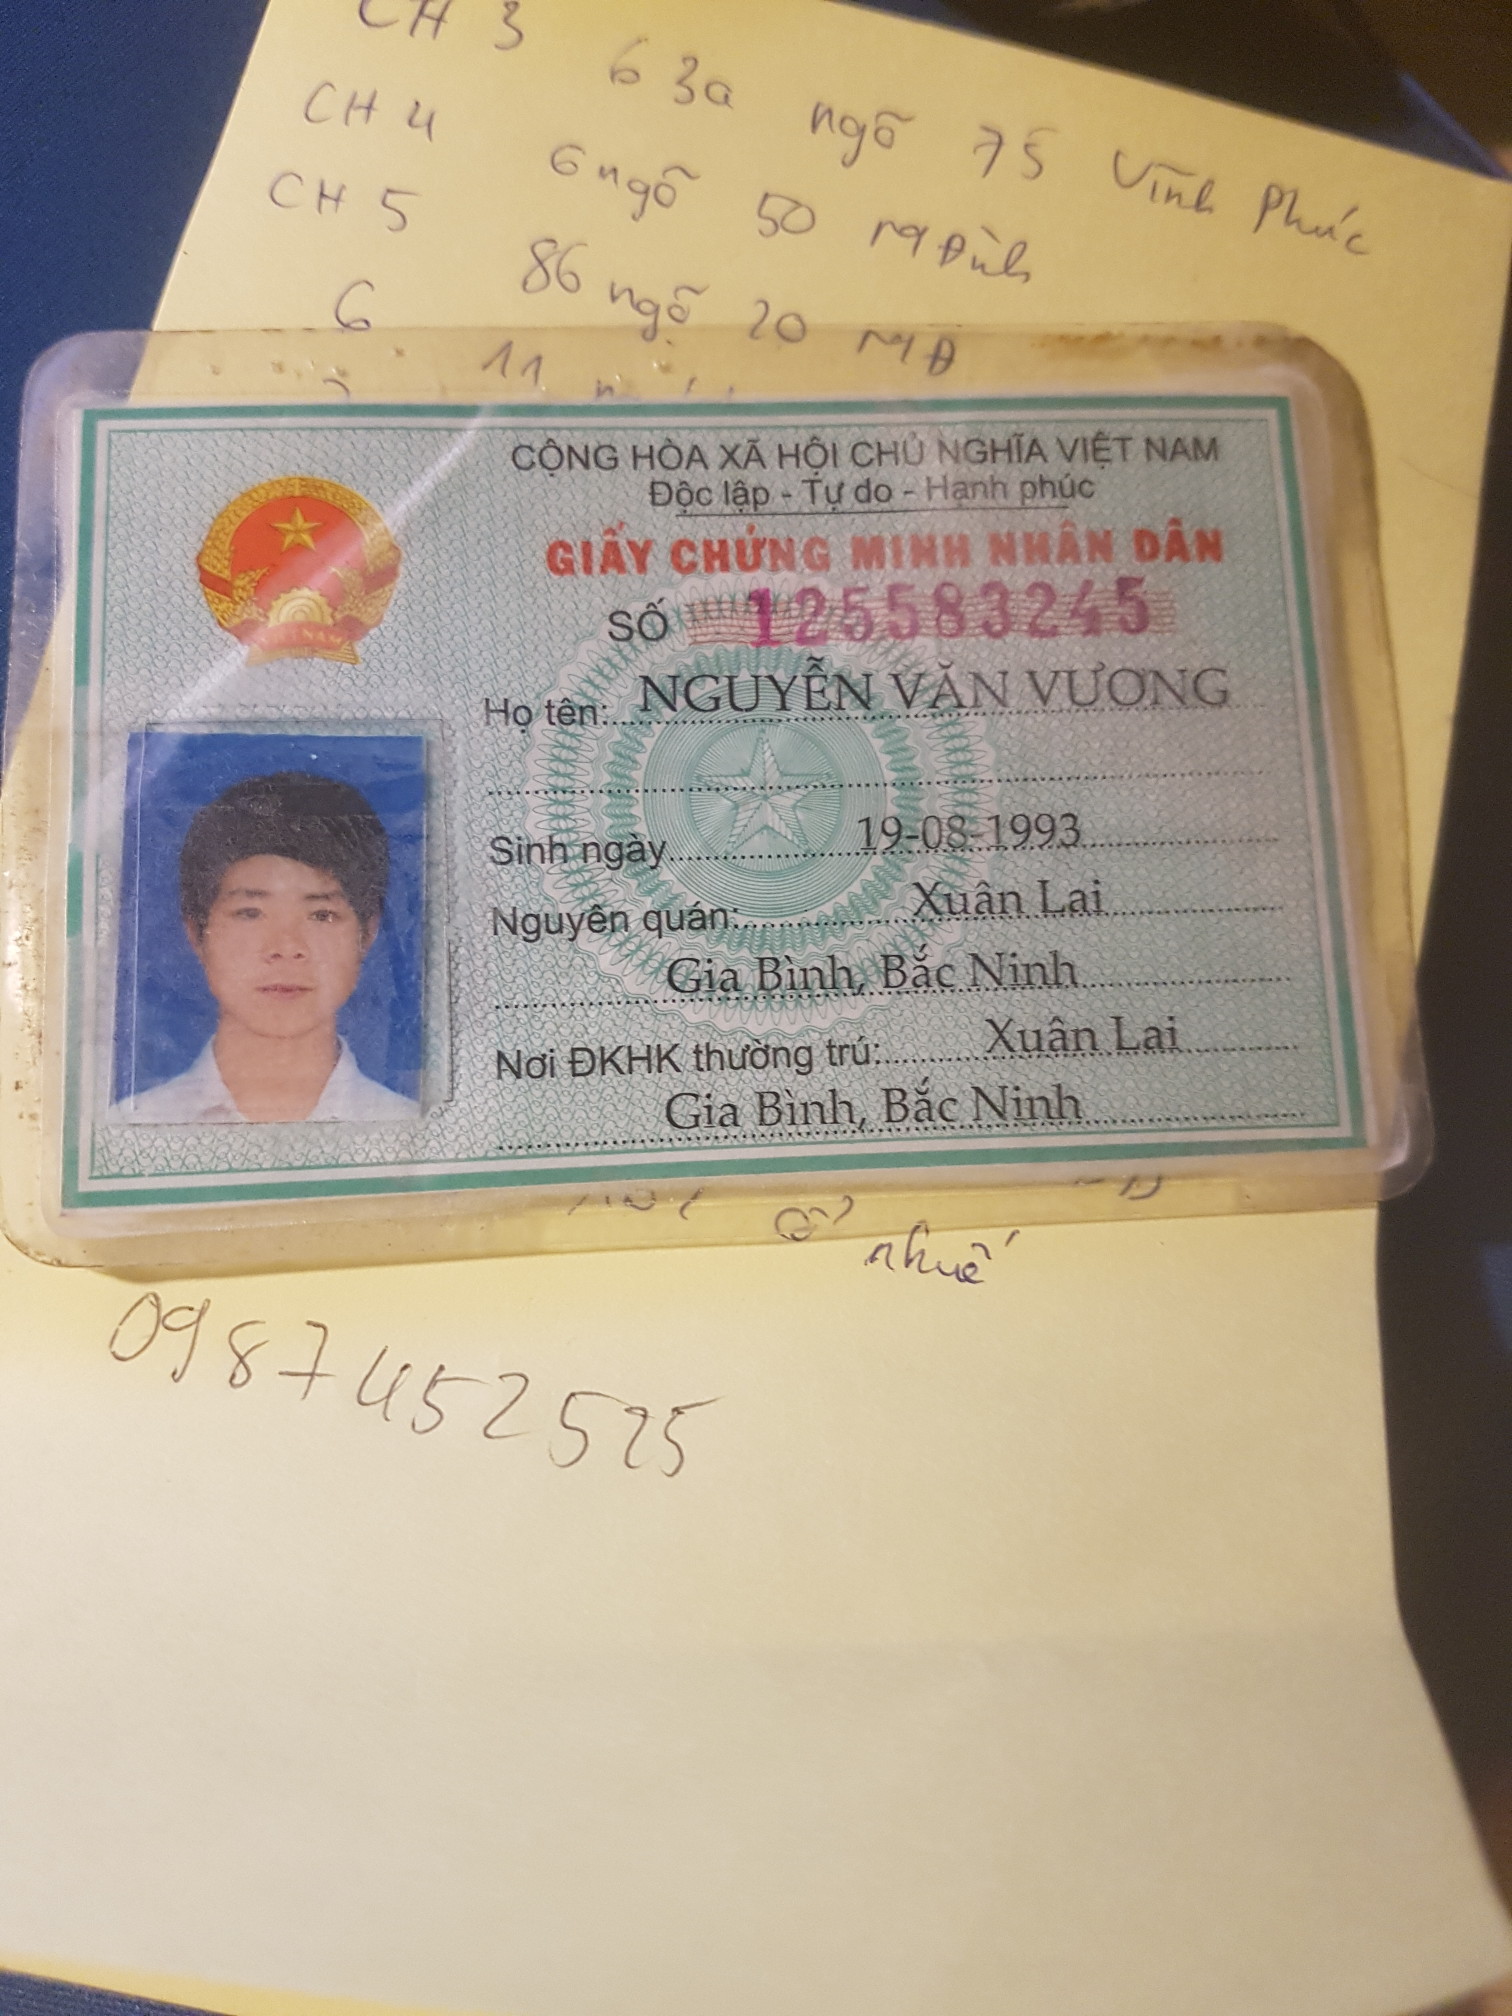 CH 3 63a ngõ 75 Vĩnh Phúc
CH 4 6 ngõ 50 mĐình
CH 5 86 ngõ 20 mĐ
6 11
CỘNG HÒA XÃ HỘI CHỦ NGHĨA VIỆT NAM
Độc lập - Tự do - Hạnh phúc
GIẤY CHỨNG MINH NHÂN DÂN
SỐ 125583245
Họ tên: NGUYỄN VĂN VƯƠNG
Sinh ngày 19-08-1993
Nguyên quán: Xuân Lai
Gia Bình, Bắc Ninh
Nơi ĐKHK thường trú: Xuân Lai
Gia Bình, Bắc Ninh
nhuế
0987452525